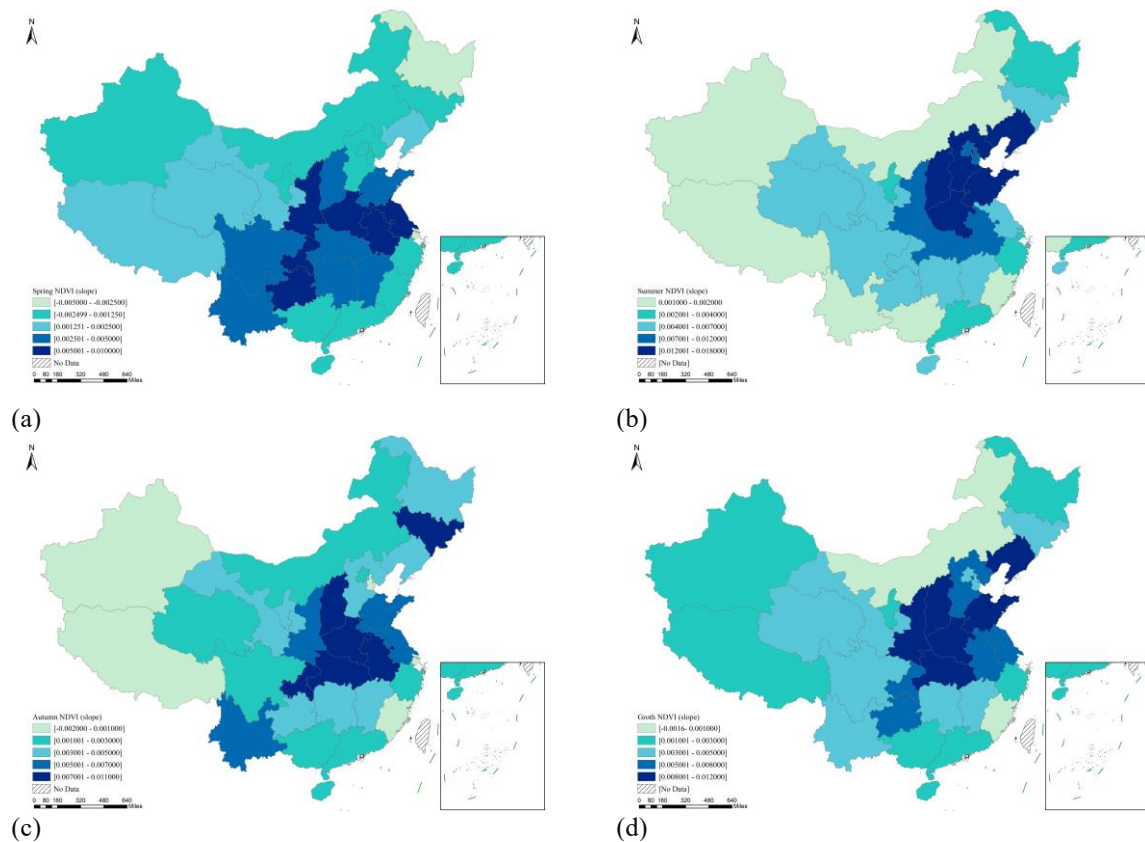 N
Spring NDVI (slope)
[-0.005000 - -0.002500]
[-0.002499 - 0.001250]
[0.001251 - 0.002500]
[0.002501 - 0.005000]
[0.005001 - 0.010000]
No Data
0 80 160 320 480 640
Miles
(a)
N
Summer NDVI (slope)
0.001000 - 0.002000
[0.002001 - 0.004000]
[0.004001 - 0.007000]
[0.007001 - 0.012000]
[0.012001 - 0.018000]
[No Data]
0 80 160 320 480 640
Miles
(b)
N
Autumn NDVI (slope)
[-0.002000 - 0.001000]
[0.001001 - 0.003000]
[0.003001 - 0.005000]
[0.005001 - 0.007000]
[0.007001 - 0.011000]
No Data
0 80 160 320 480 640
Miles
(c)
N
Groth NDVI (slope)
[-0.0016- 0.001000]
[0.001001 - 0.003000]
[0.003001 - 0.005000]
[0.005001 - 0.008000]
[0.008001 - 0.012000]
[No Data]
0 80 160 320 480 640
Miles
(d)